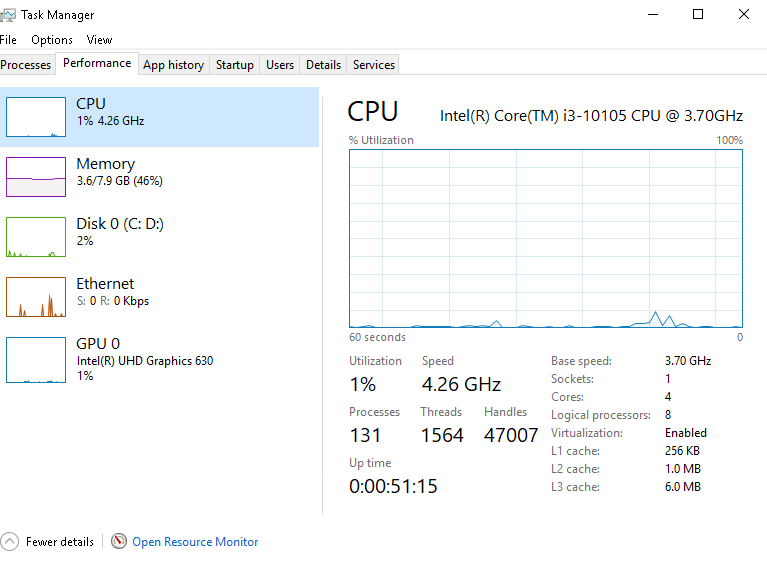 Task Manager
File Options View
Processes Performance App history Startup Users Details Services
CPU
1% 4.26 GHz
Memory
3.6/7.9 GB (46%)
Disk 0 (C: D:)
2%
Ethernet
S: 0 R: 0 Kbps
GPU 0
Intel(R) UHD Graphics 630
1%
CPU Intel(R) Core(TM) i3-10105 CPU @ 3.70GHz
% Utilization 100%
60 seconds 0
Utilization Speed
1% 4.26 GHz
Processes Threads Handles
131 1564 47007
Up time
0:00:51:15
Base speed: 3.70 GHz
Sockets: 1
Cores: 4
Logical processors: 8
Virtualization: Enabled
L1 cache: 256 KB
L2 cache: 1.0 MB
L3 cache: 6.0 MB
Fewer details Open Resource Monitor